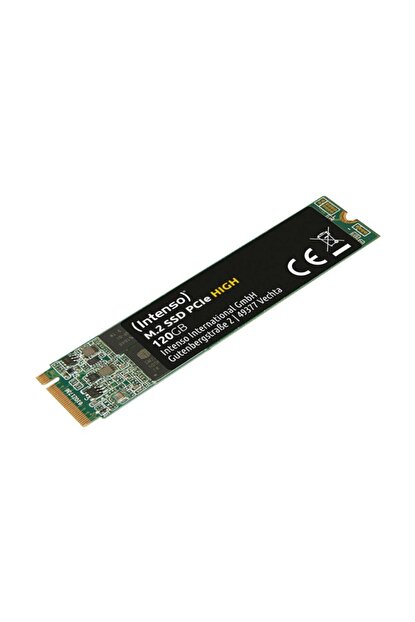 (Intenso)
M.2 SSD PCIe HIGH
120GB
Intenso International GmbH
Gutenbergstraße 2 | 49377 Vechta
CE